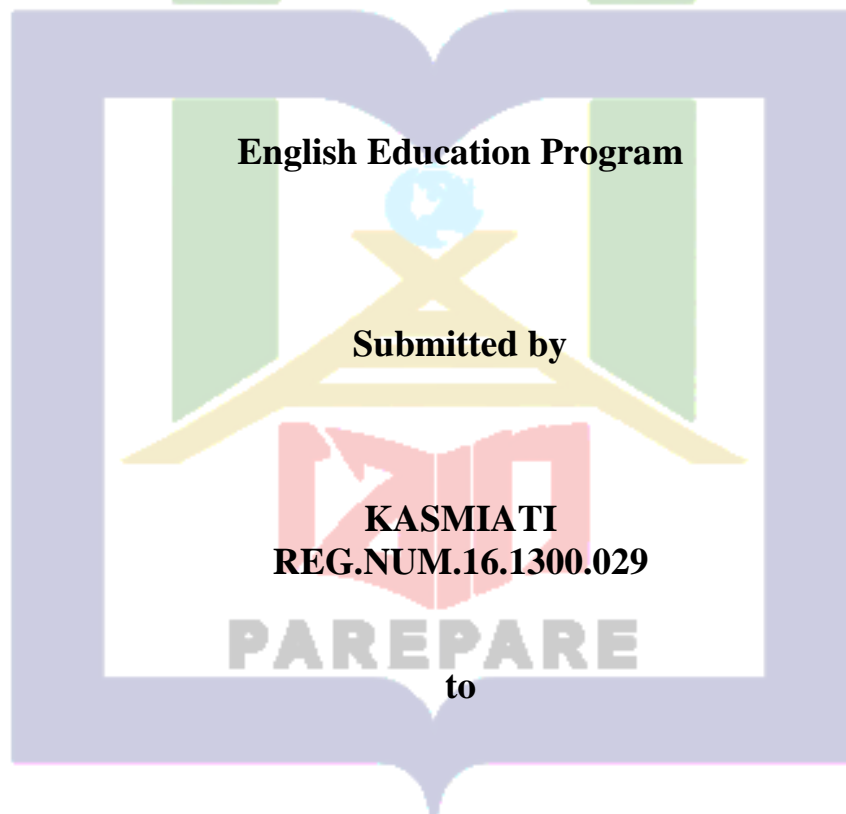 English Education Program
Submitted by
KASMIATI
REG.NUM.16.1300.029
PAREPARE
to